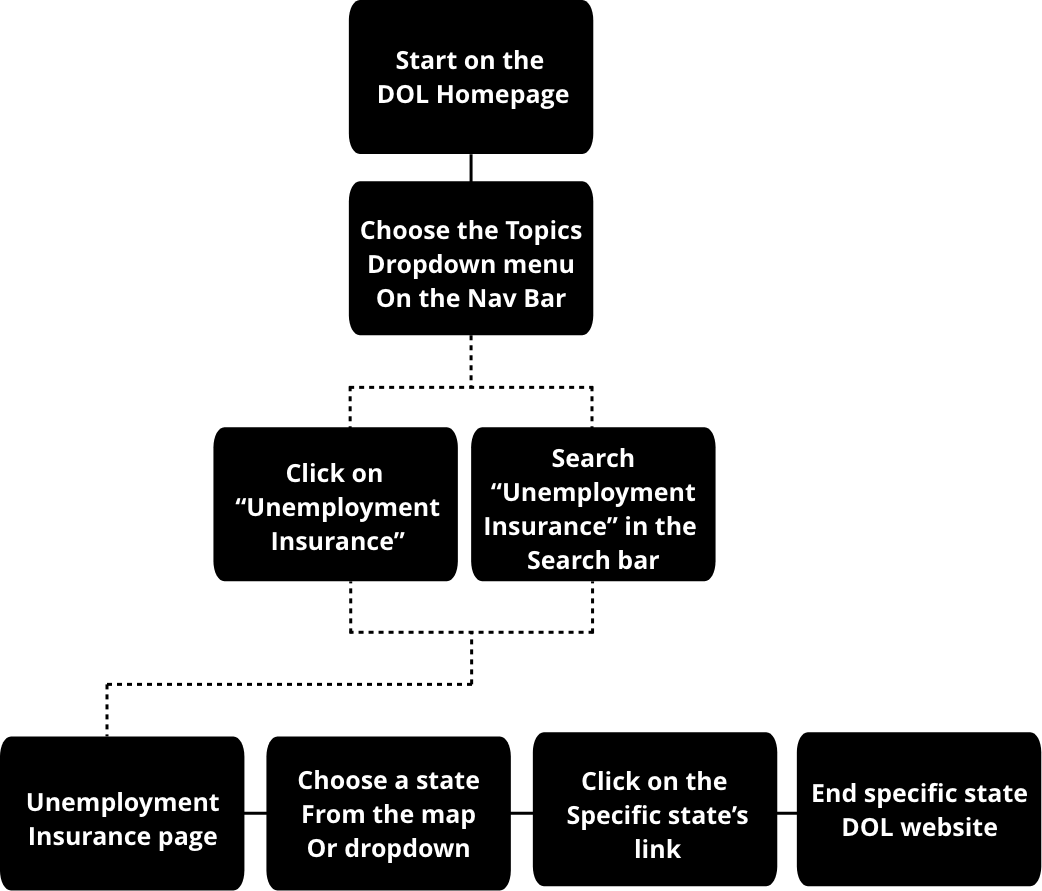 Start on the
DOL Homepage
Choose the Topics
Dropdown menu
On the Nav Bar
Click on
“Unemployment
Insurance”
Search
“Unemployment
Insurance” in the
Search bar
Unemployment
Insurance page
Choose a state
From the map
Or dropdown
Click on the
Specific state’s
link
End specific state
DOL website